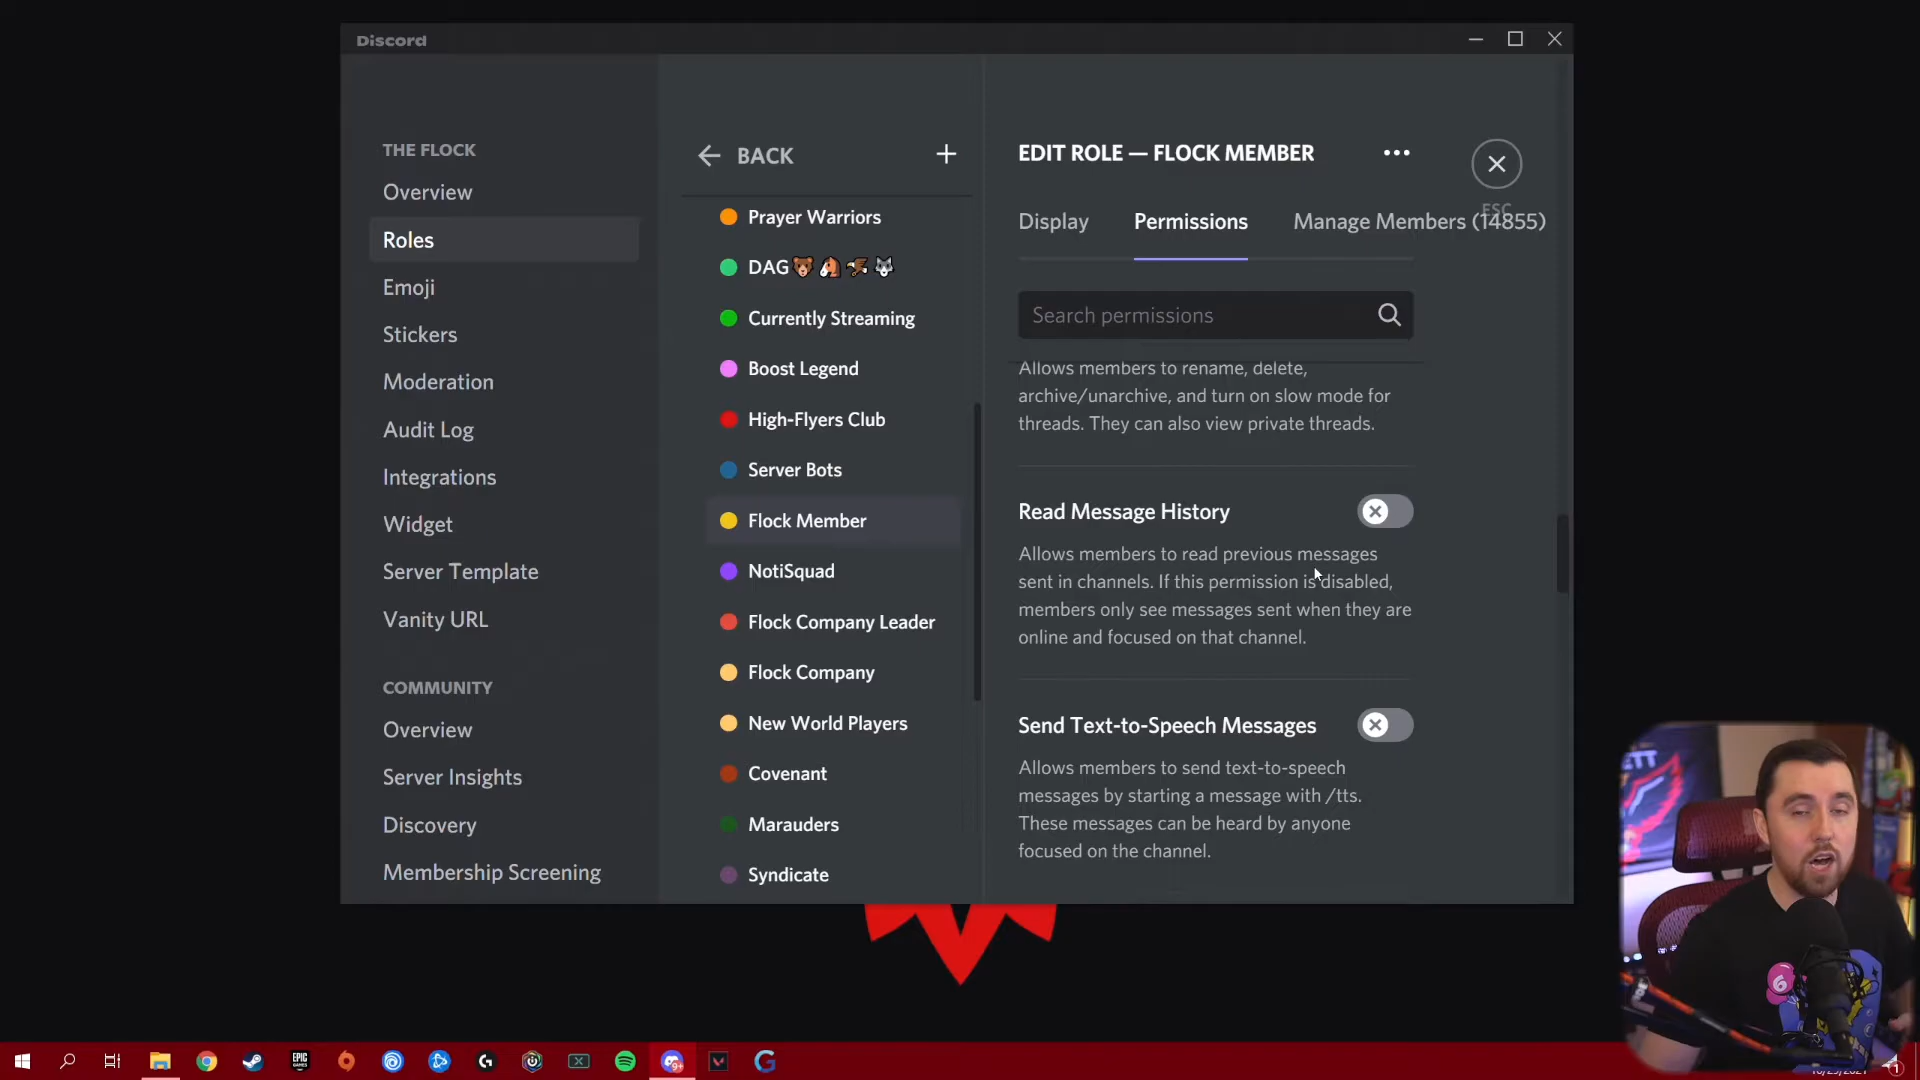 Discord
THE FLOCK
Overview
Roles
Emoji
Stickers
Moderation
Audit Log
Integrations
Widget
Server Template
Vanity URL
COMMUNITY
Overview
Server Insights
Discovery
Membership Screening
BACK
Prayer Warriors
DAG🐻🐴🦅🐺
Currently Streaming
Boost Legend
High-Flyers Club
Server Bots
Flock Member
NotiSquad
Flock Company Leader
Flock Company
New World Players
Covenant
Marauders
Syndicate
EDIT ROLE — FLOCK MEMBER
ESC
Display Permissions Manage Members (14855)
Search permissions
Allows members to rename, delete,
archive/unarchive, and turn on slow mode for
threads. They can also view private threads.
Read Message History
Allows members to read previous messages
sent in channels. If this permission is disabled,
members only see messages sent when they are
online and focused on that channel.
Send Text-to-Speech Messages
Allows members to send text-to-speech
messages by starting a message with /tts.
These messages can be heard by anyone
focused on the channel.
EPIC
GAMES
9+
1